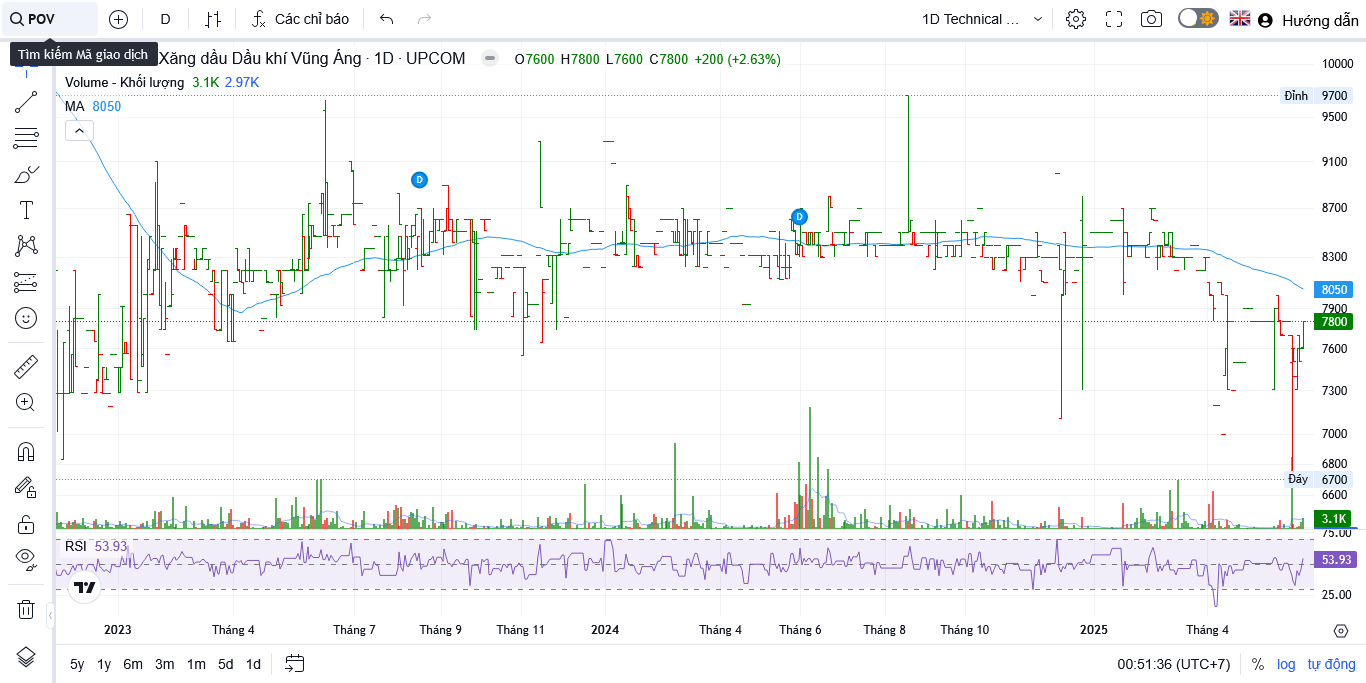 POV
D
Các chỉ báo
1D Technical ...
Hướng dẫn
Tìm kiếm Mã giao dịch
Xăng dầu Dầu khí Vũng Áng · 1D · UPCOM
O7600 H7800 L7600 C7800 +200 (+2.63%)
Volume - Khối lượng 3.1K 2.97K
MA 8050
10000
Đỉnh 9700
9500
9100
8700
8300
8050
7900
7800
7600
7300
7000
6800
Đáy 6700
6600
3.1K
75.00
D
D
RSI 53.93
53.93
25.00
2023 Tháng 4 Tháng 7 Tháng 9 Tháng 11 2024 Tháng 4 Tháng 6 Tháng 8 Tháng 10 2025 Tháng 4
5y 1y 6m 3m 1m 5d 1d
00:51:36 (UTC+7) % log tự động